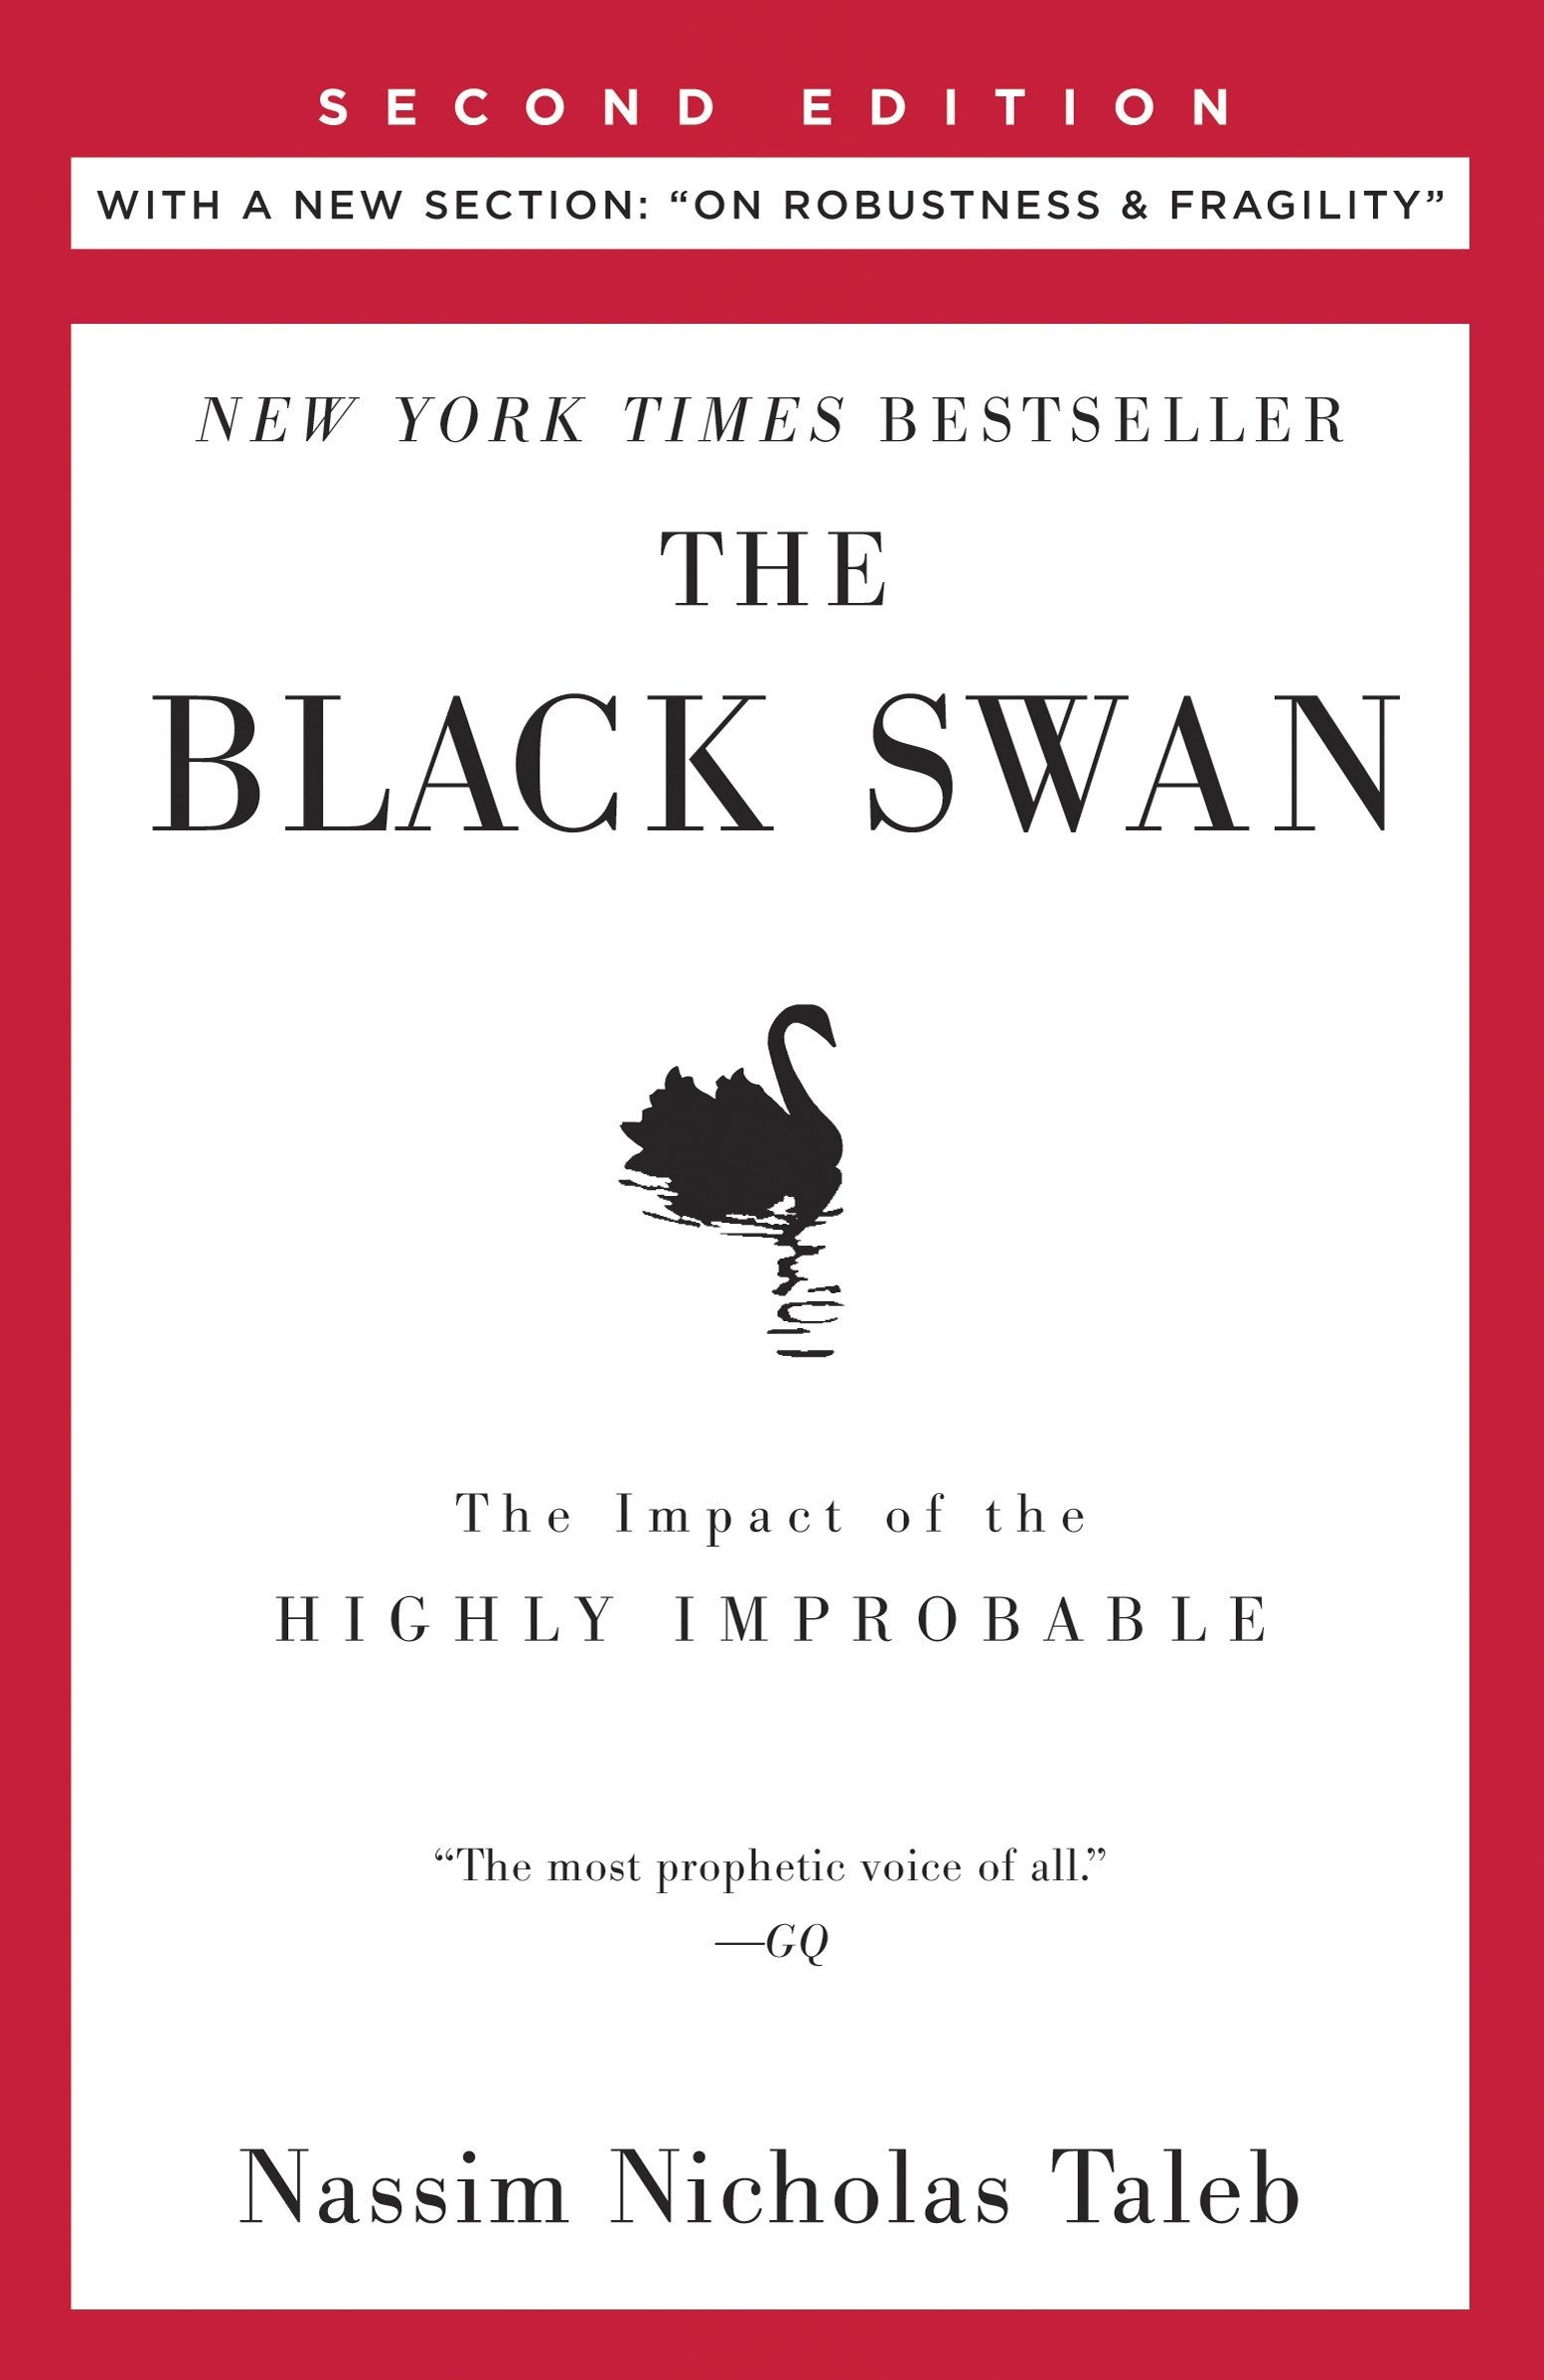 SECOND EDITION
WITH A NEW SECTION: “ON ROBUSTNESS & FRAGILITY”
NEW YORK TIMES BESTSELLER
THE
BLACK SWAN
The Impact of the
HIGHLY IMPROBABLE
“The most prophetic voice of all.”
—GQ
Nassim Nicholas Taleb